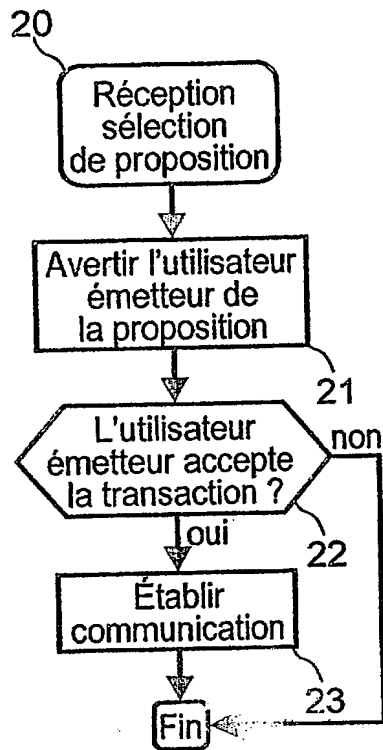 20
Réception
sélection
de proposition
Avertir l'utilisateur
émetteur de
la proposition
21
L'utilisateur
émetteur accepte
la transaction ?
non
22
oui
Établir
communication
23
Fin